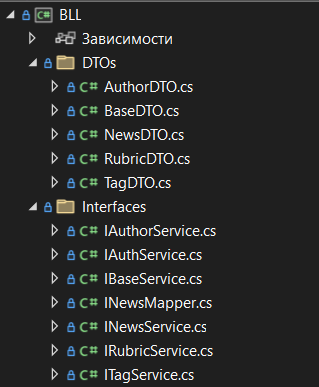 C# BLL
Зависимости
DTOs
C# AuthorDTO.cs
C# BaseDTO.cs
C# NewsDTO.cs
C# RubricDTO.cs
C# TagDTO.cs
Interfaces
C# IAuthorService.cs
C# IAuthService.cs
C# IBaseService.cs
C# INewsMapper.cs
C# INewsService.cs
C# IRubricService.cs
C# ITagService.cs